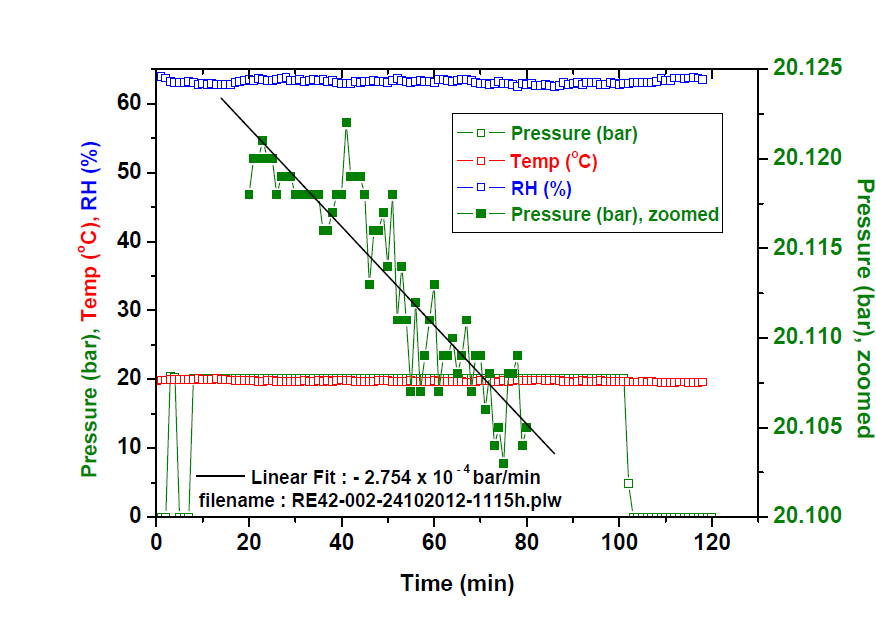 20.125
60
Pressure (bar)
20.120
Temp (°C)
50
RH (%)
Pressure (bar), zoomed
40
20.115
30
20.110
20
20.105
10
Linear Fit : - 2.754 x 10⁻⁴ bar/min
filename : RE42-002-24102012-1115h.plw
0
20.100
0 20 40 60 80 100 120
Time (min)
Pressure (bar), Temp (°C), RH (%)
Pressure (bar), zoomed